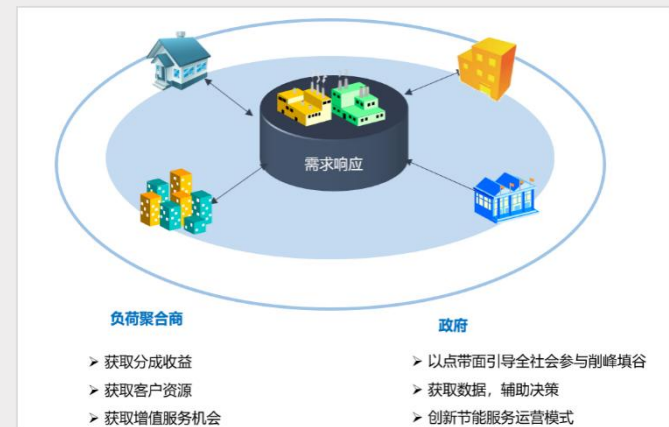 需求响应
负荷聚合商
政府
➢ 获取分成收益
➢ 获取客户资源
➢ 获取增值服务机会
➢ 以点带面引导全社会参与削峰填谷
➢ 获取数据，辅助决策
➢ 创新节能服务运营模式